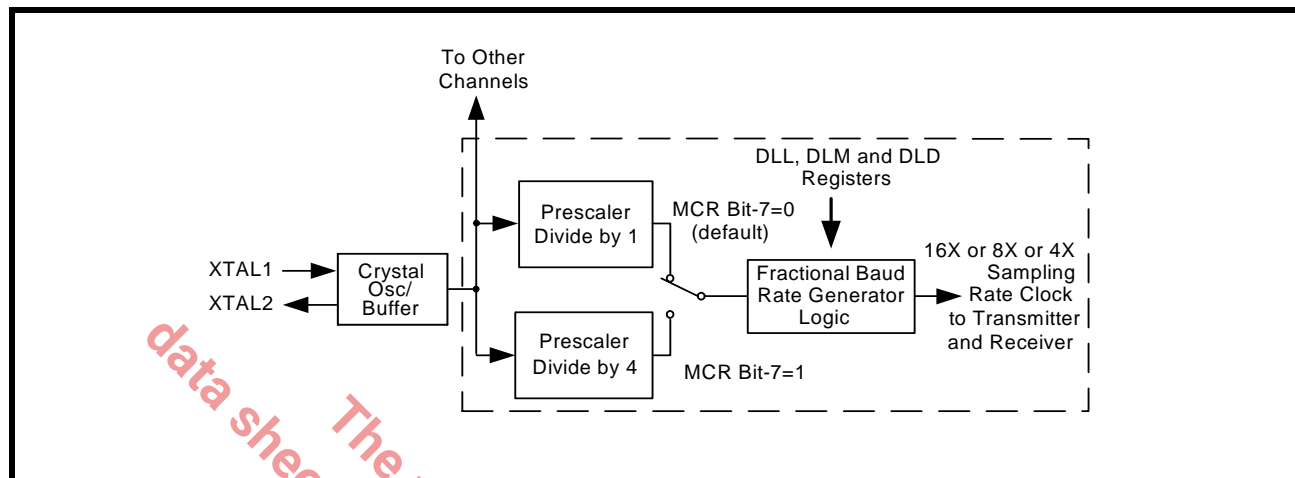 To Other
Channels
DLL, DLM and DLD
Registers
Prescaler
Divide by 1
MCR Bit-7=0
(default)
XTAL1
XTAL2
Crystal
Osc/
Buffer
Fractional Baud
Rate Generator
Logic
16X or 8X or 4X
Sampling
Rate Clock
to Transmitter
and Receiver
Prescaler
Divide by 4
MCR Bit-7=1
The
data shee